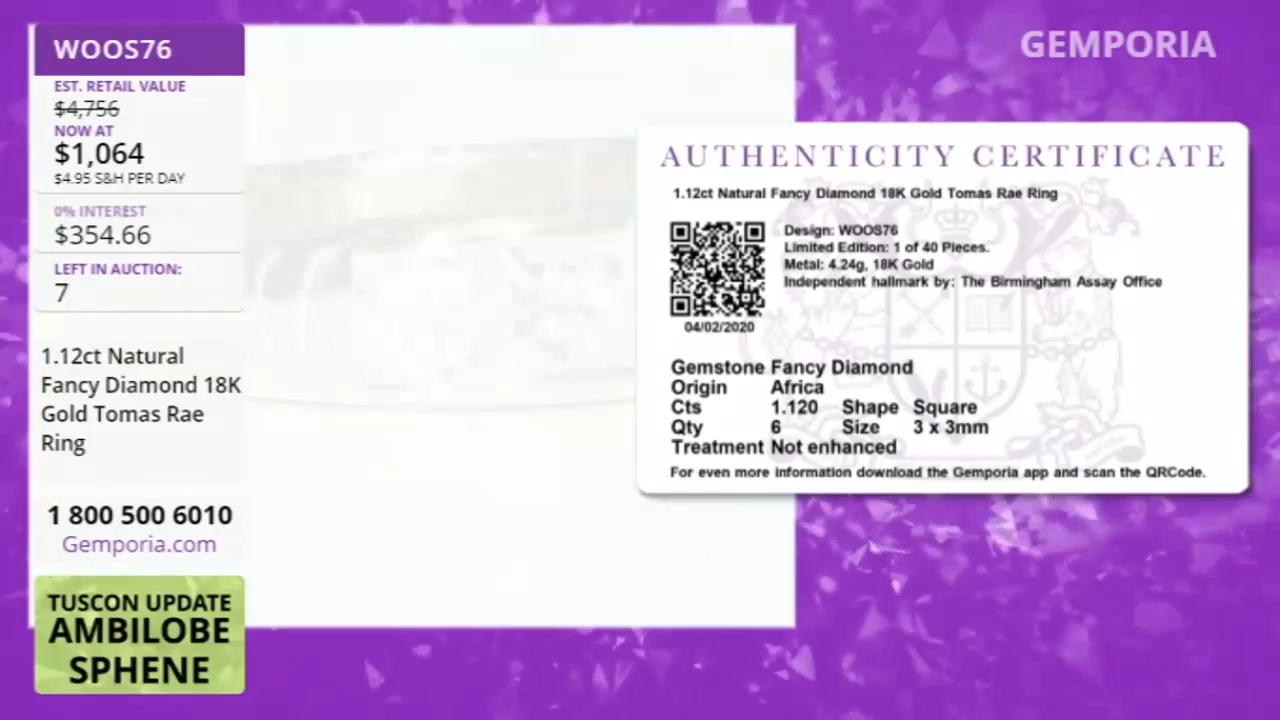 WOOS76
EST. RETAIL VALUE
$4,756
NOW AT
$1,064
$4.95 S&H PER DAY
0% INTEREST
$354.66
LEFT IN AUCTION:
7
1.12ct Natural
Fancy Diamond 18K
Gold Tomas Rae
Ring
1 800 500 6010
Gemporia.com
TUSCON UPDATE
AMBILOBE
SPHENE
GEMPORIA
AUTHENTICITY CERTIFICATE
1.12ct Natural Fancy Diamond 18K Gold Tomas Rae Ring
Design: WOOS76
Limited Edition: 1 of 40 Pieces.
Metal: 4.24g, 18K Gold
Independent hallmark by: The Birmingham Assay Office
04/02/2020
Gemstone Fancy Diamond
Origin Africa
Cts 1.120 Shape Square
Qty 6 Size 3 x 3mm
Treatment Not enhanced
For even more information download the Gemporia app and scan the QRCode.